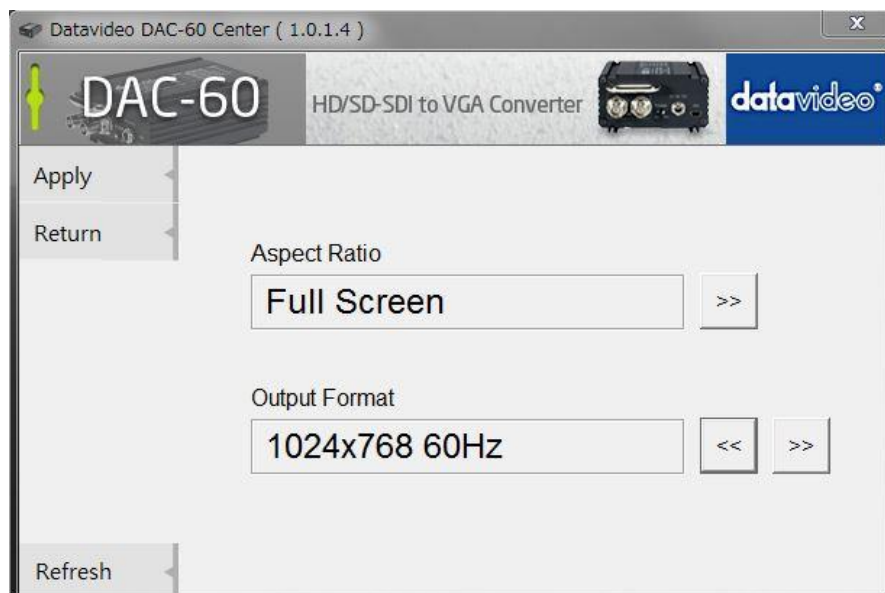 Datavideo DAC-60 Center ( 1.0.1.4 )
x
DAC-60
HD/SD-SDI to VGA Converter
datavideo
Apply
Return
Aspect Ratio
Full Screen
>>
Output Format
1024x768 60Hz
<<
>>
Refresh